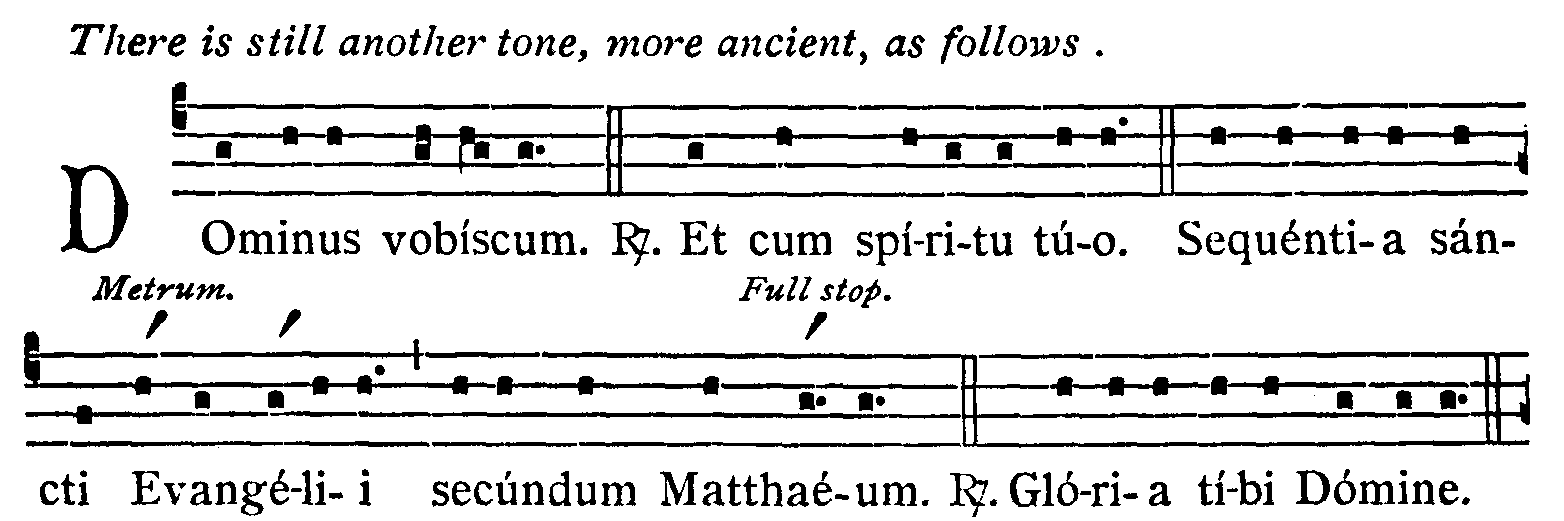 There is still another tone, more ancient, as follows .
DOminus vobíscum. ℟. Et cum spí-ri-tu tú-o. Sequénti-a sán-
Metrum. Full stop.
cti Evangé-li-i secúndum Matthaé-um. ℟. Gló-ri-a tí-bi Dómine.